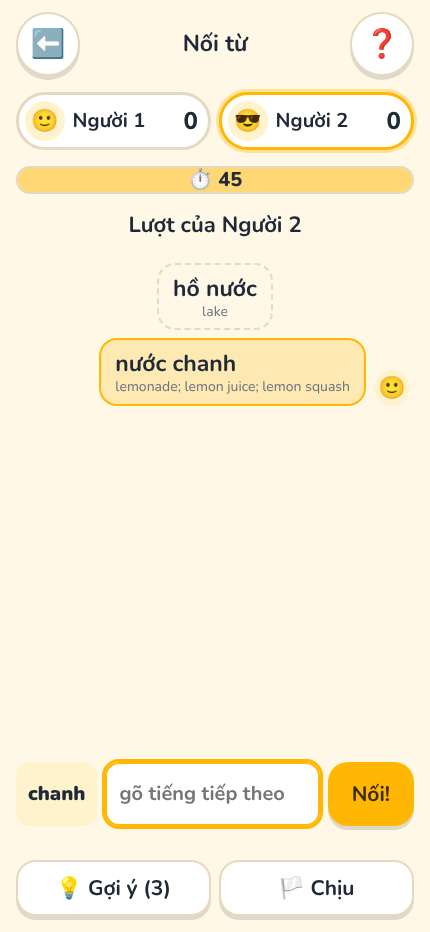 Nối từ
Người 1 0
Người 2 0
45
Lượt của Người 2
hồ nước
lake
nước chanh
lemonade; lemon juice; lemon squash
chanh
gõ tiếng tiếp theo
Nối!
Gợi ý (3)
Chịu